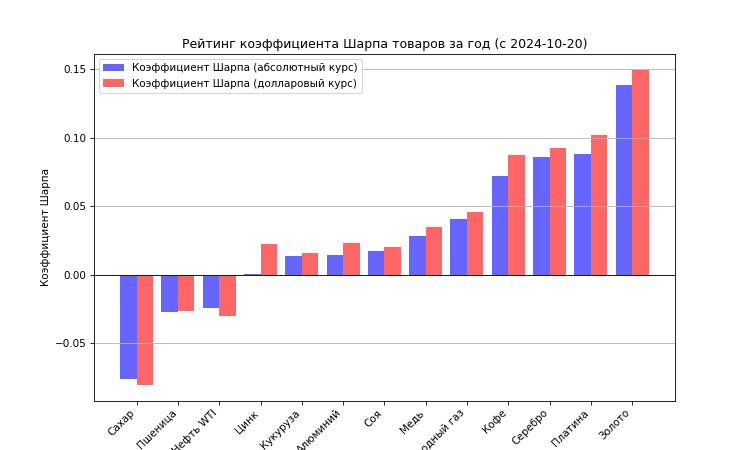 Рейтинг коэффициента Шарпа товаров за год (с 2024-10-20)
Коэффициент Шарпа (абсолютный курс)
Коэффициент Шарпа (долларовый курс)
Коэффициент Шарпа
0.15
0.10
0.05
0.00
−0.05
Сахар
Пшеница
Нефть WTI
Цинк
Кукуруза
Алюминий
Соя
Медь
газ
Кофе
Серебро
Платина
Золото